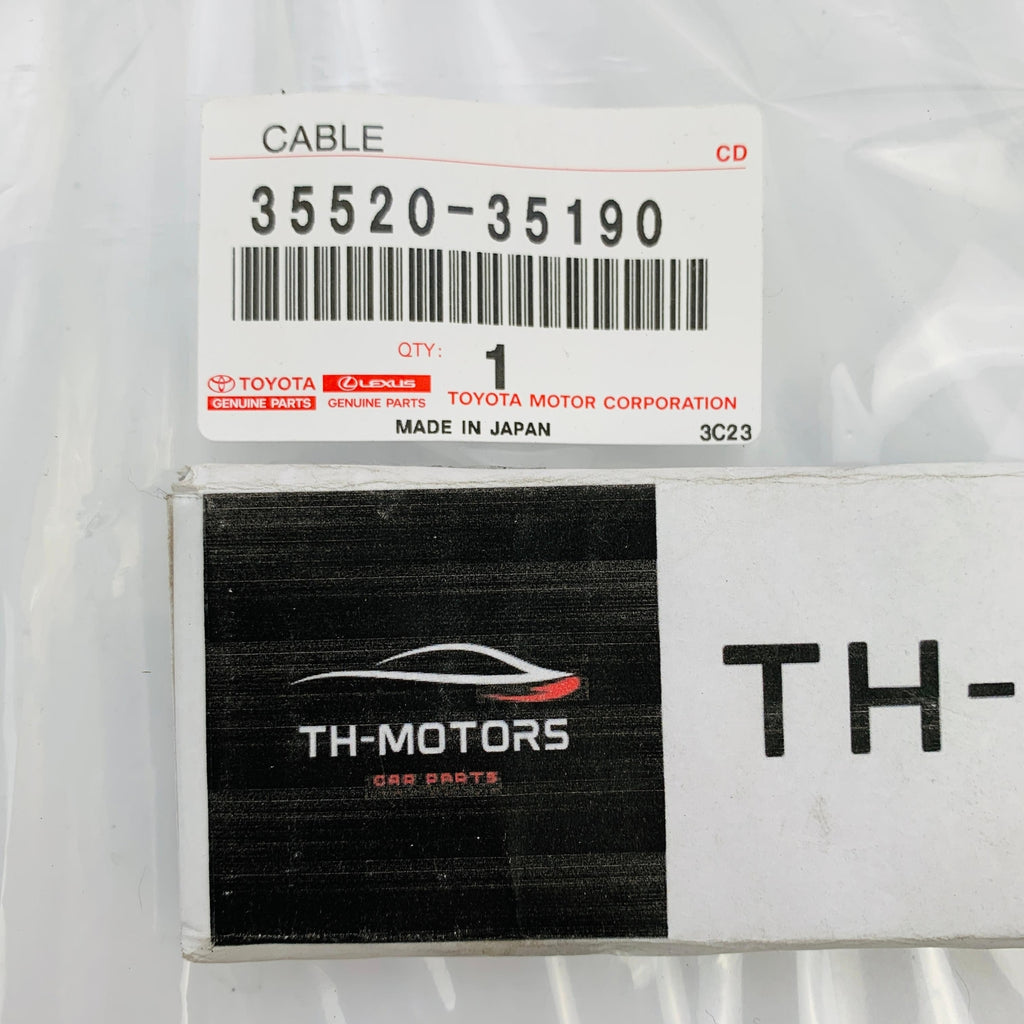 CABLE
CD
35520-35190
QTY: 1
TOYOTA LEXUS
GENUINE PARTS GENUINE PARTS TOYOTA MOTOR CORPORATION
MADE IN JAPAN 3C23
TH-MOTORS
CAR PARTS
TH-